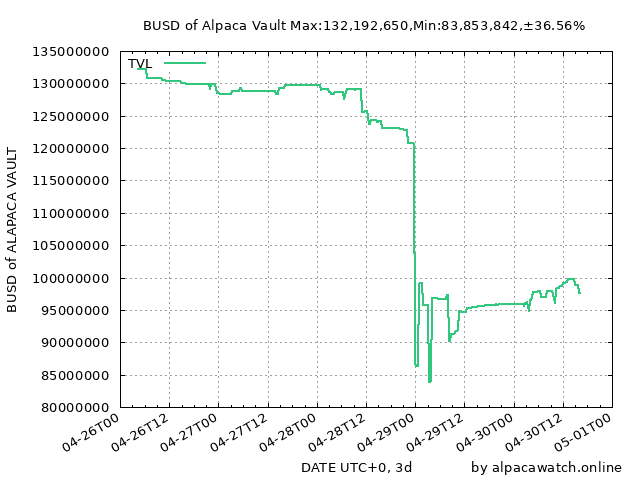 BUSD of Alpaca Vault Max:132,192,650,Min:83,853,842,±36.56%
TVL
BUSD of ALAPACA VAULT
135000000
130000000
125000000
120000000
115000000
110000000
105000000
100000000
95000000
90000000
85000000
80000000
04-26T00
04-26T12
04-27T00
04-27T12
04-28T00
04-28T12
04-29T00
04-29T12
04-30T00
04-30T12
05-01T00
DATE UTC+0, 3d
by alpacawatch.online